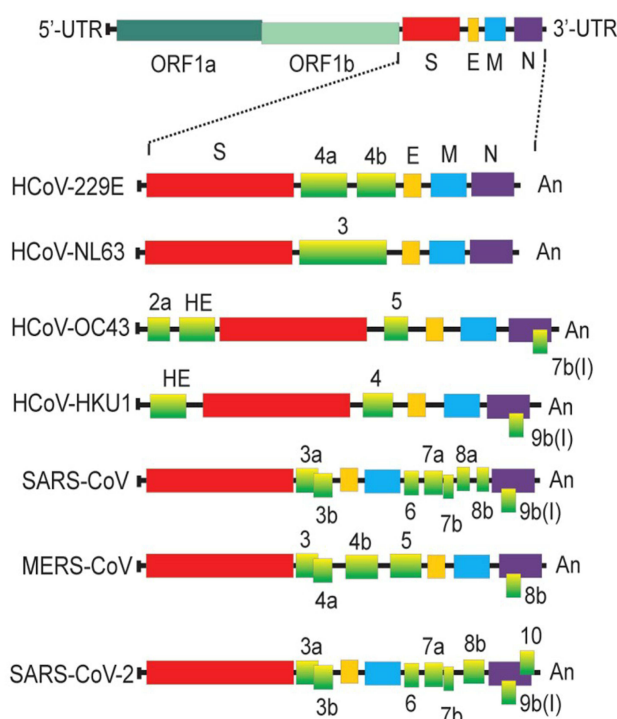 5’-UTR 3’-UTR
ORF1a ORF1b S E M N
S 4a 4b E M N
HCoV-229E An
3
HCoV-NL63 An
2a HE 5
HCoV-OC43 An
7b(I)
HE 4
HCoV-HKU1 An
9b(I)
3a 7a 8a
SARS-CoV An
3b 6 7b 8b 9b(I)
3 4b 5
MERS-CoV An
4a 8b
3a 7a 8b 10
SARS-CoV-2 An
3b 6 7b 9b(I)